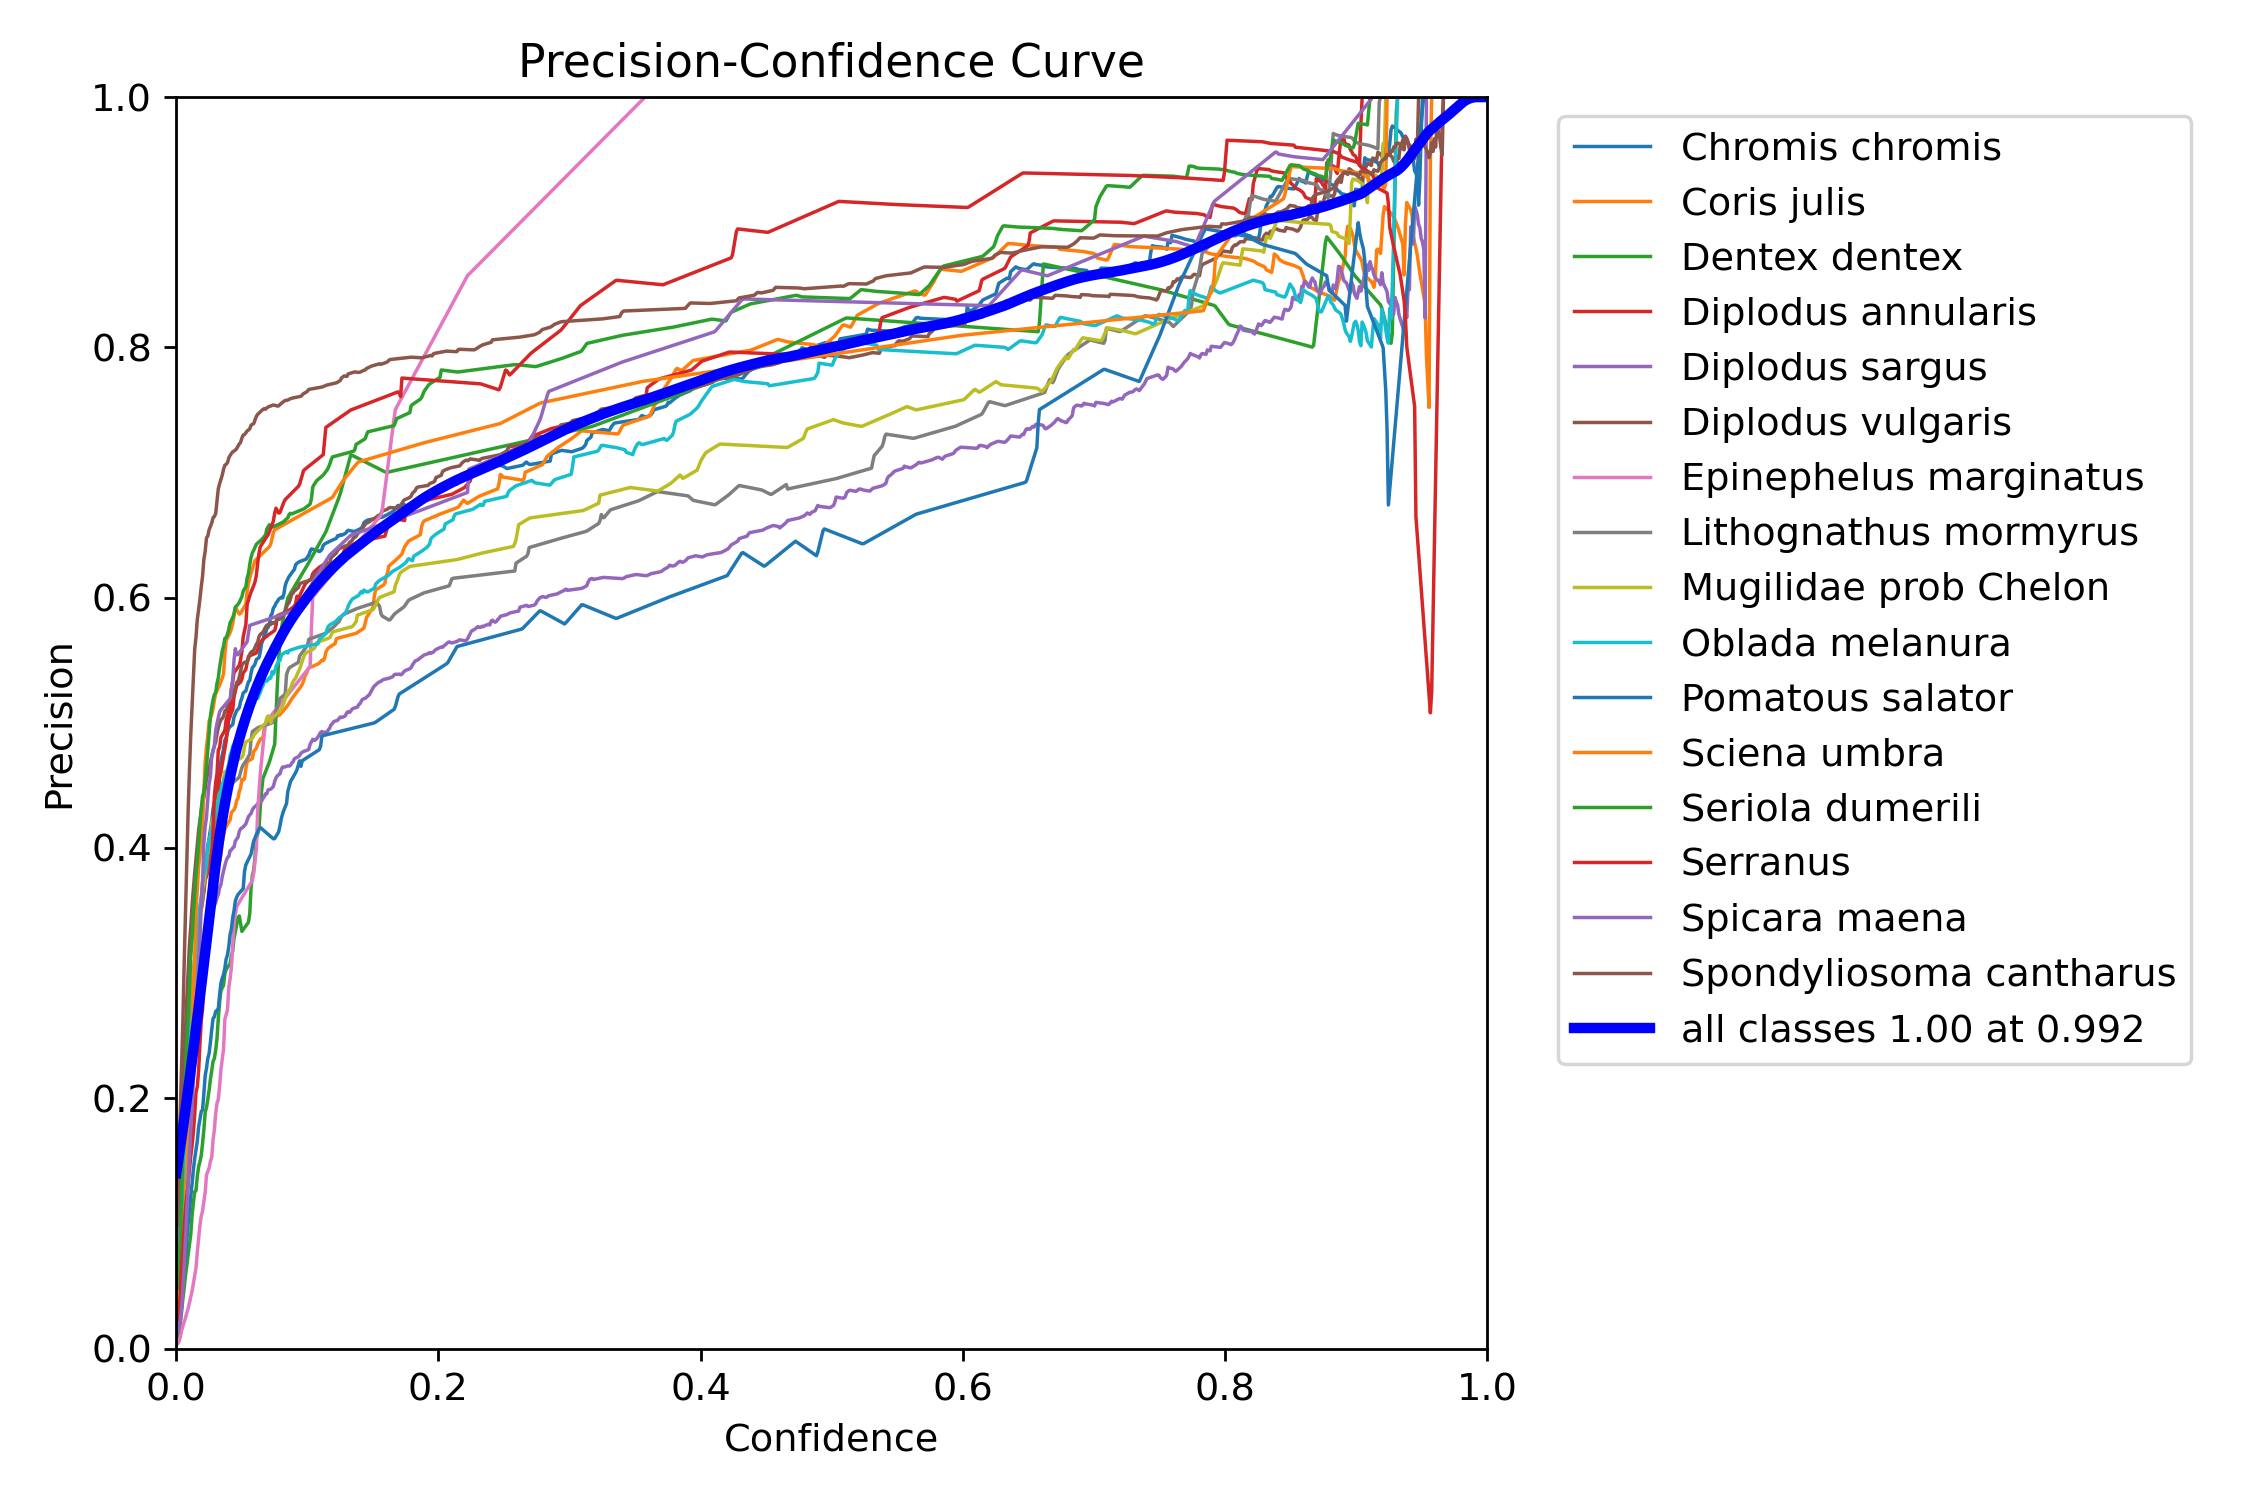 Precision-Confidence Curve
1.0
0.8
0.6
0.4
0.2
0.0
Precision
0.0 0.2 0.4 0.6 0.8 1.0
Confidence
Chromis chromis
Coris julis
Dentex dentex
Diplodus annularis
Diplodus sargus
Diplodus vulgaris
Epinephelus marginatus
Lithognathus mormyrus
Mugilidae prob Chelon
Oblada melanura
Pomatous salator
Sciena umbra
Seriola dumerili
Serranus
Spicara maena
Spondyliosoma cantharus
all classes 1.00 at 0.992